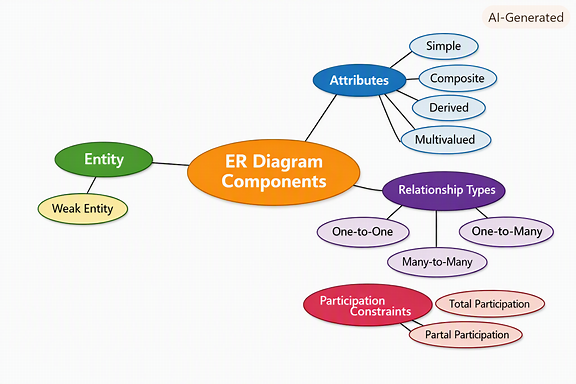 AI-Generated
Simple
Attributes
Composite
Derived
Multivalued
Entity
ER Diagram
Components
Weak Entity
Relationship Types
One-to-One
One-to-Many
Many-to-Many
Participation
Constraints
Total Participation
Partal Participation